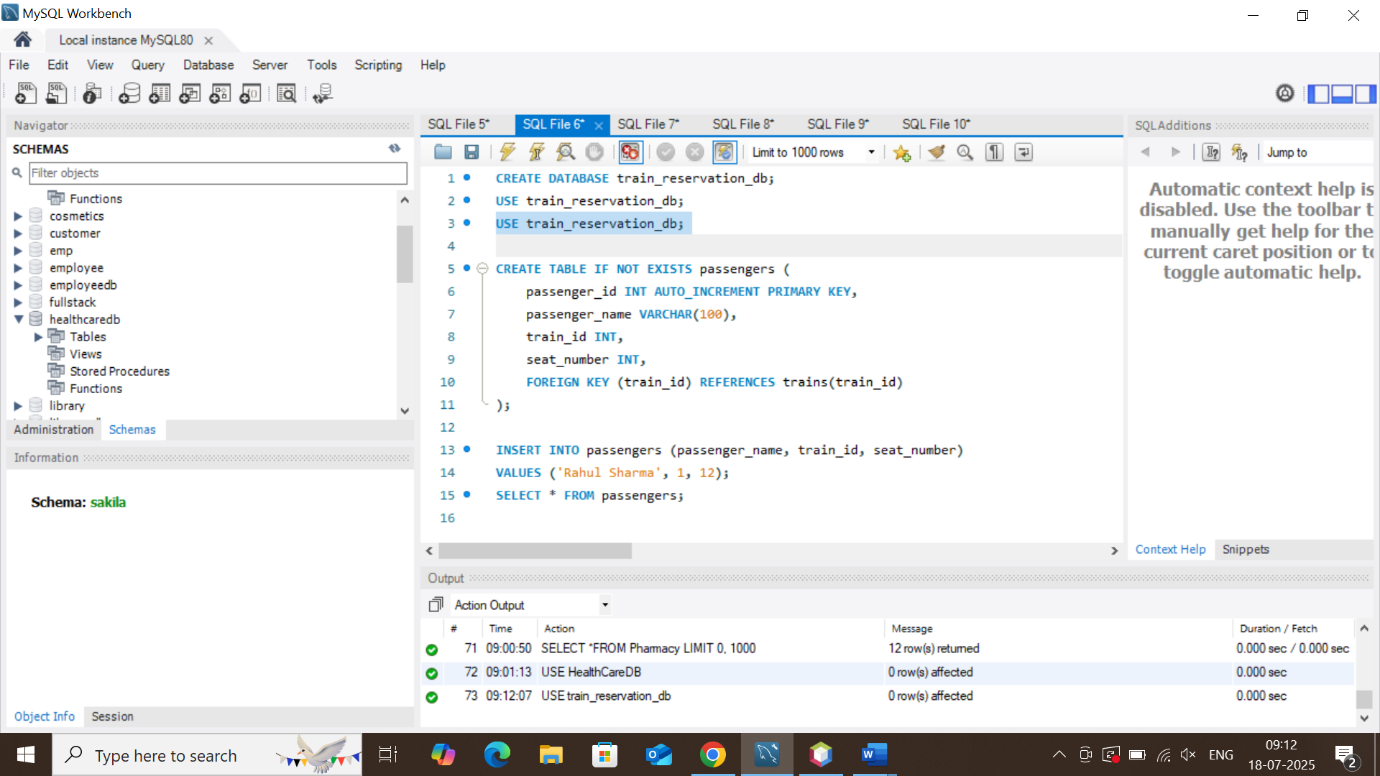 MySQL Workbench
Local instance MySQL80
File Edit View Query Database Server Tools Scripting Help
Navigator
SCHEMAS
Filter objects
Functions
cosmetics
customer
emp
employee
employeedb
fullstack
healthcaredb
Tables
Views
Stored Procedures
Functions
library
Administration Schemas
Information
Schema: sakila
Object Info Session
SQL File 5* SQL File 6* SQL File 7* SQL File 8* SQL File 9* SQL File 10*
Limit to 1000 rows
1 CREATE DATABASE train_reservation_db;
2 USE train_reservation_db;
3 USE train_reservation_db;
4
5 CREATE TABLE IF NOT EXISTS passengers (
6 passenger_id INT AUTO_INCREMENT PRIMARY KEY,
7 passenger_name VARCHAR(100),
8 train_id INT,
9 seat_number INT,
10 FOREIGN KEY (train_id) REFERENCES trains(train_id)
11 );
12
13 INSERT INTO passengers (passenger_name, train_id, seat_number)
14 VALUES ('Rahul Sharma', 1, 12);
15 SELECT * FROM passengers;
16
SQLAdditions
Jump to
Automatic context help is
disabled. Use the toolbar t
manually get help for the
current caret position or to
toggle automatic help.
Context Help Snippets
Output
Action Output
# Time Action Message Duration / Fetch
71 09:00:50 SELECT *FROM Pharmacy LIMIT 0, 1000 12 row(s) returned 0.000 sec / 0.000 sec
72 09:01:13 USE HealthCareDB 0 row(s) affected 0.000 sec
73 09:12:07 USE train_reservation_db 0 row(s) affected 0.000 sec
Type here to search
ENG
09:12
18-07-2025
2